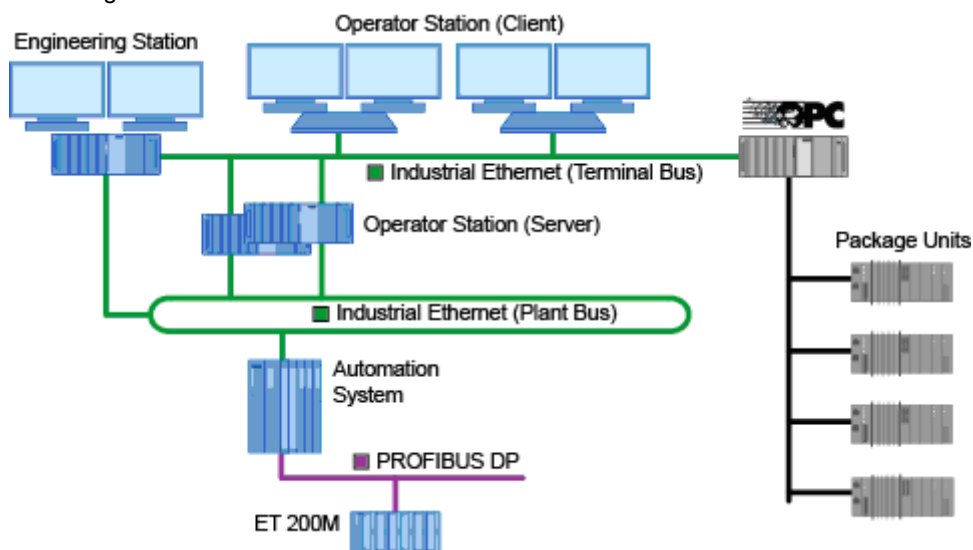 Operator Station (Client)
Engineering Station
OPC
Industrial Ethernet (Terminal Bus)
Operator Station (Server)
Package Units
Industrial Ethernet (Plant Bus)
Automation
System
PROFIBUS DP
ET 200M